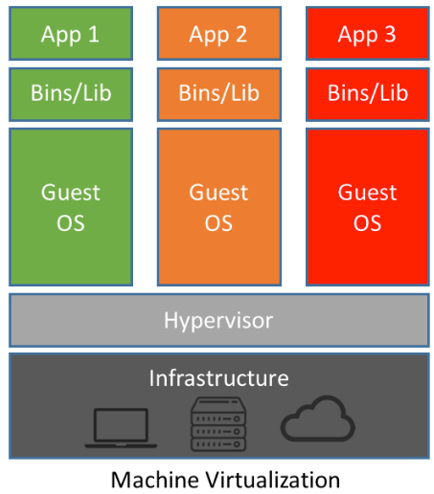 App 1
App 2
App 3
Bins/Lib
Bins/Lib
Bins/Lib
Guest
OS
Guest
OS
Guest
OS
Hypervisor
Infrastructure
Machine Virtualization